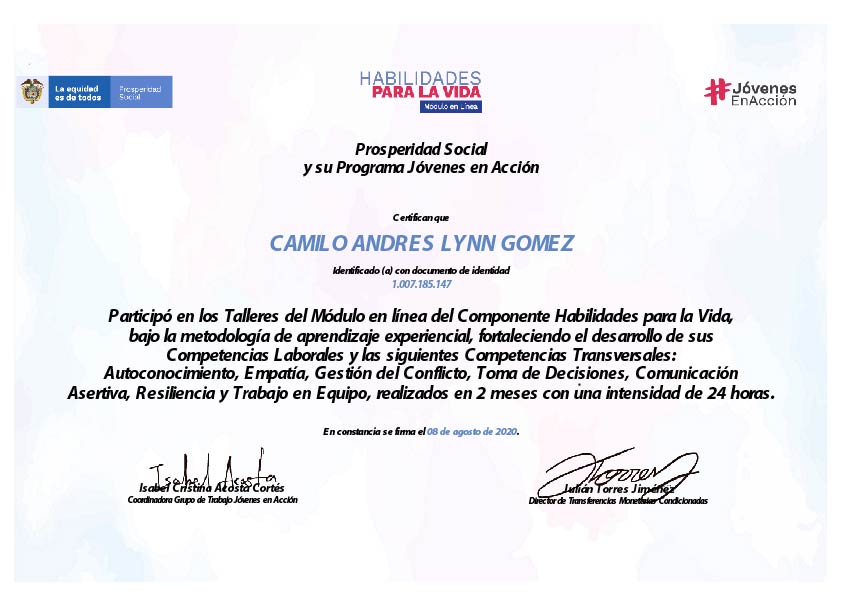 La equidad
es de todos
Prosperidad
Social
HABILIDADES
PARA LA VIDA
Módulo en Línea
#Jóvenes
EnAcción
Prosperidad Social
y su Programa Jóvenes en Acción
Certifican que
CAMILO ANDRES LYNN GOMEZ
Identificado (a) con documento de identidad
1.007.185.147
Participó en los Talleres del Módulo en línea del Componente Habilidades para la Vida,
bajo la metodología de aprendizaje experiencial, fortaleciendo el desarrollo de sus
Competencias Laborales y las siguientes Competencias Transversales:
Autoconocimiento, Empatía, Gestión del Conflicto, Toma de Decisiones, Comunicación
Asertiva, Resiliencia y Trabajo en Equipo, realizados en 2 meses con una intensidad de 24 horas.
En constancia se firma el 08 de agosto de 2020.
Isabel Acosta
Torres
Isabel Cristina Acosta Cortés
Coordinadora Grupo de Trabajo Jóvenes en Acción
Julián Torres Jiménez
Director de Transferencias Monetarias Condicionadas